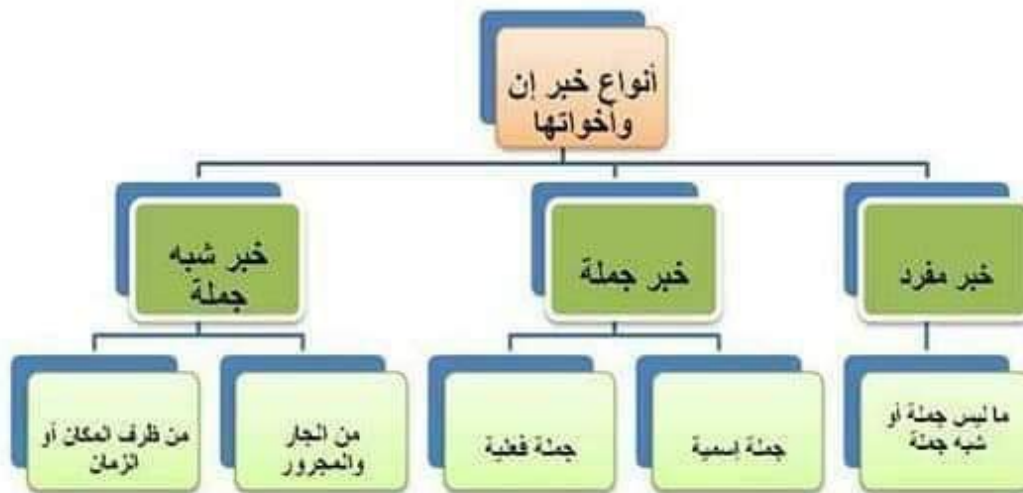 أنواع خبر إن
وأخواتها
خبر مفرد
خبر جملة
خبر شبه
جملة
ما ليس جملة أو
شبه جملة
جملة إسمية
جملة فعلية
من الجار
والمجرور
من ظرف المكان أو
الزمان